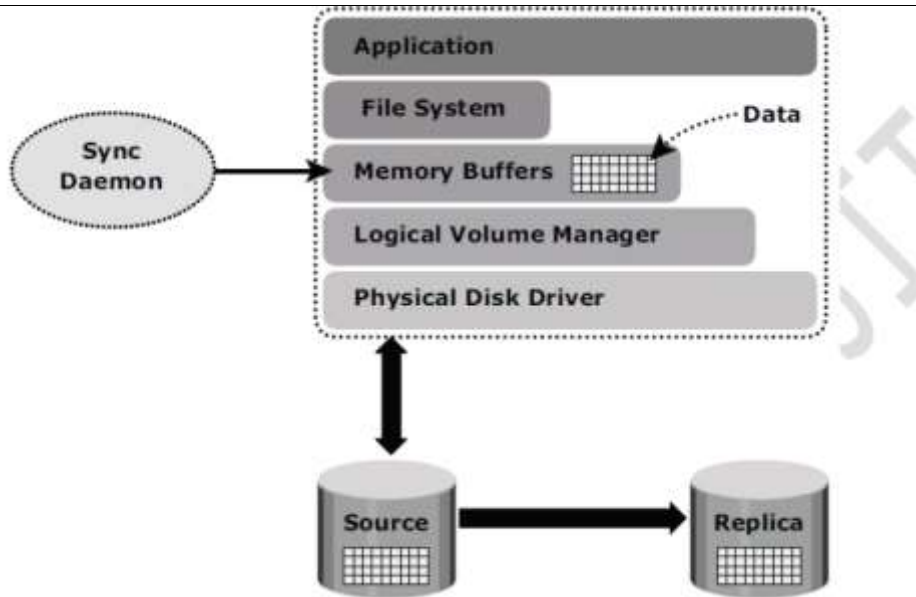 Application
File System
Data
Sync
Daemon
Memory Buffers
Logical Volume Manager
Physical Disk Driver
Source
Replica